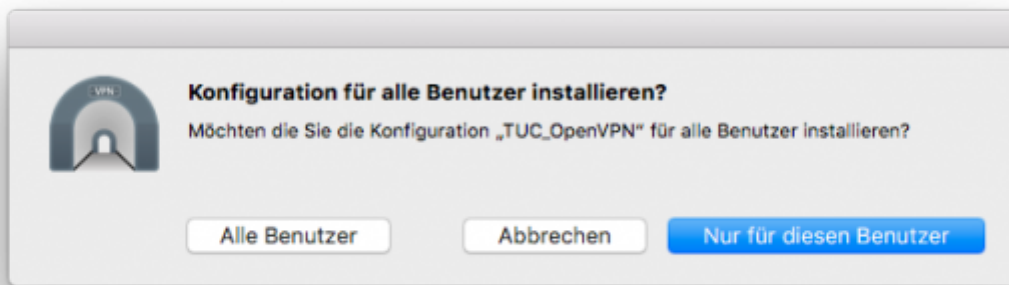 VPN
Konfiguration für alle Benutzer installieren?
Möchten die Sie die Konfiguration „TUC_OpenVPN“ für alle Benutzer installieren?
Alle Benutzer
Abbrechen
Nur für diesen Benutzer